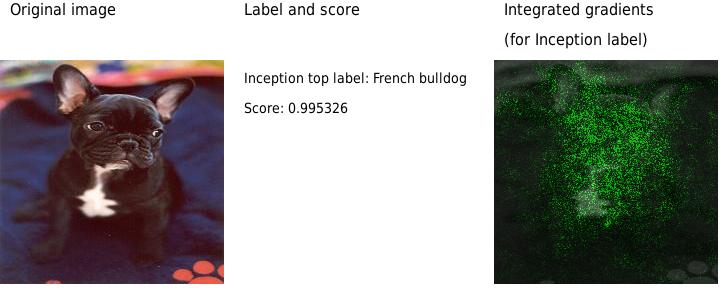 Original image
Label and score
Integrated gradients
(for Inception label)
Inception top label: French bulldog
Score: 0.995326